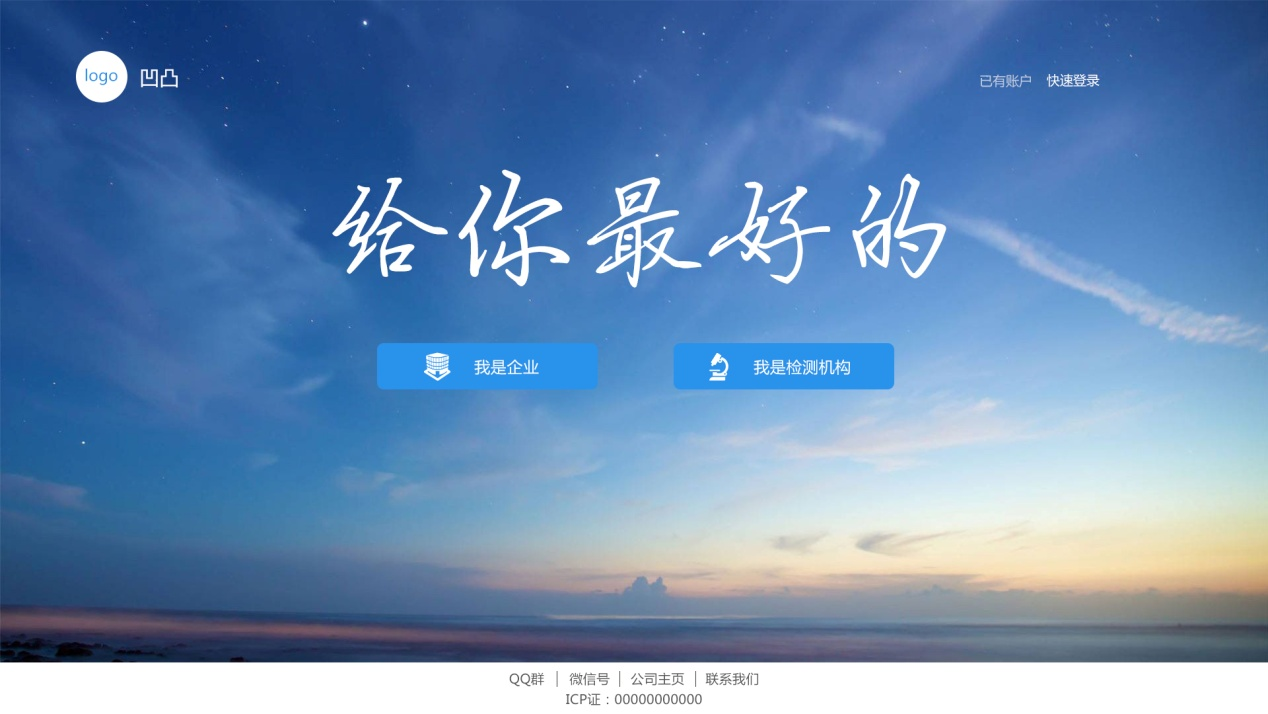 logo 凹凸
已有账户 快速登录
给你最好的
我是企业 我是检测机构
QQ群 | 微信号 | 公司主页 | 联系我们
ICP证：00000000000